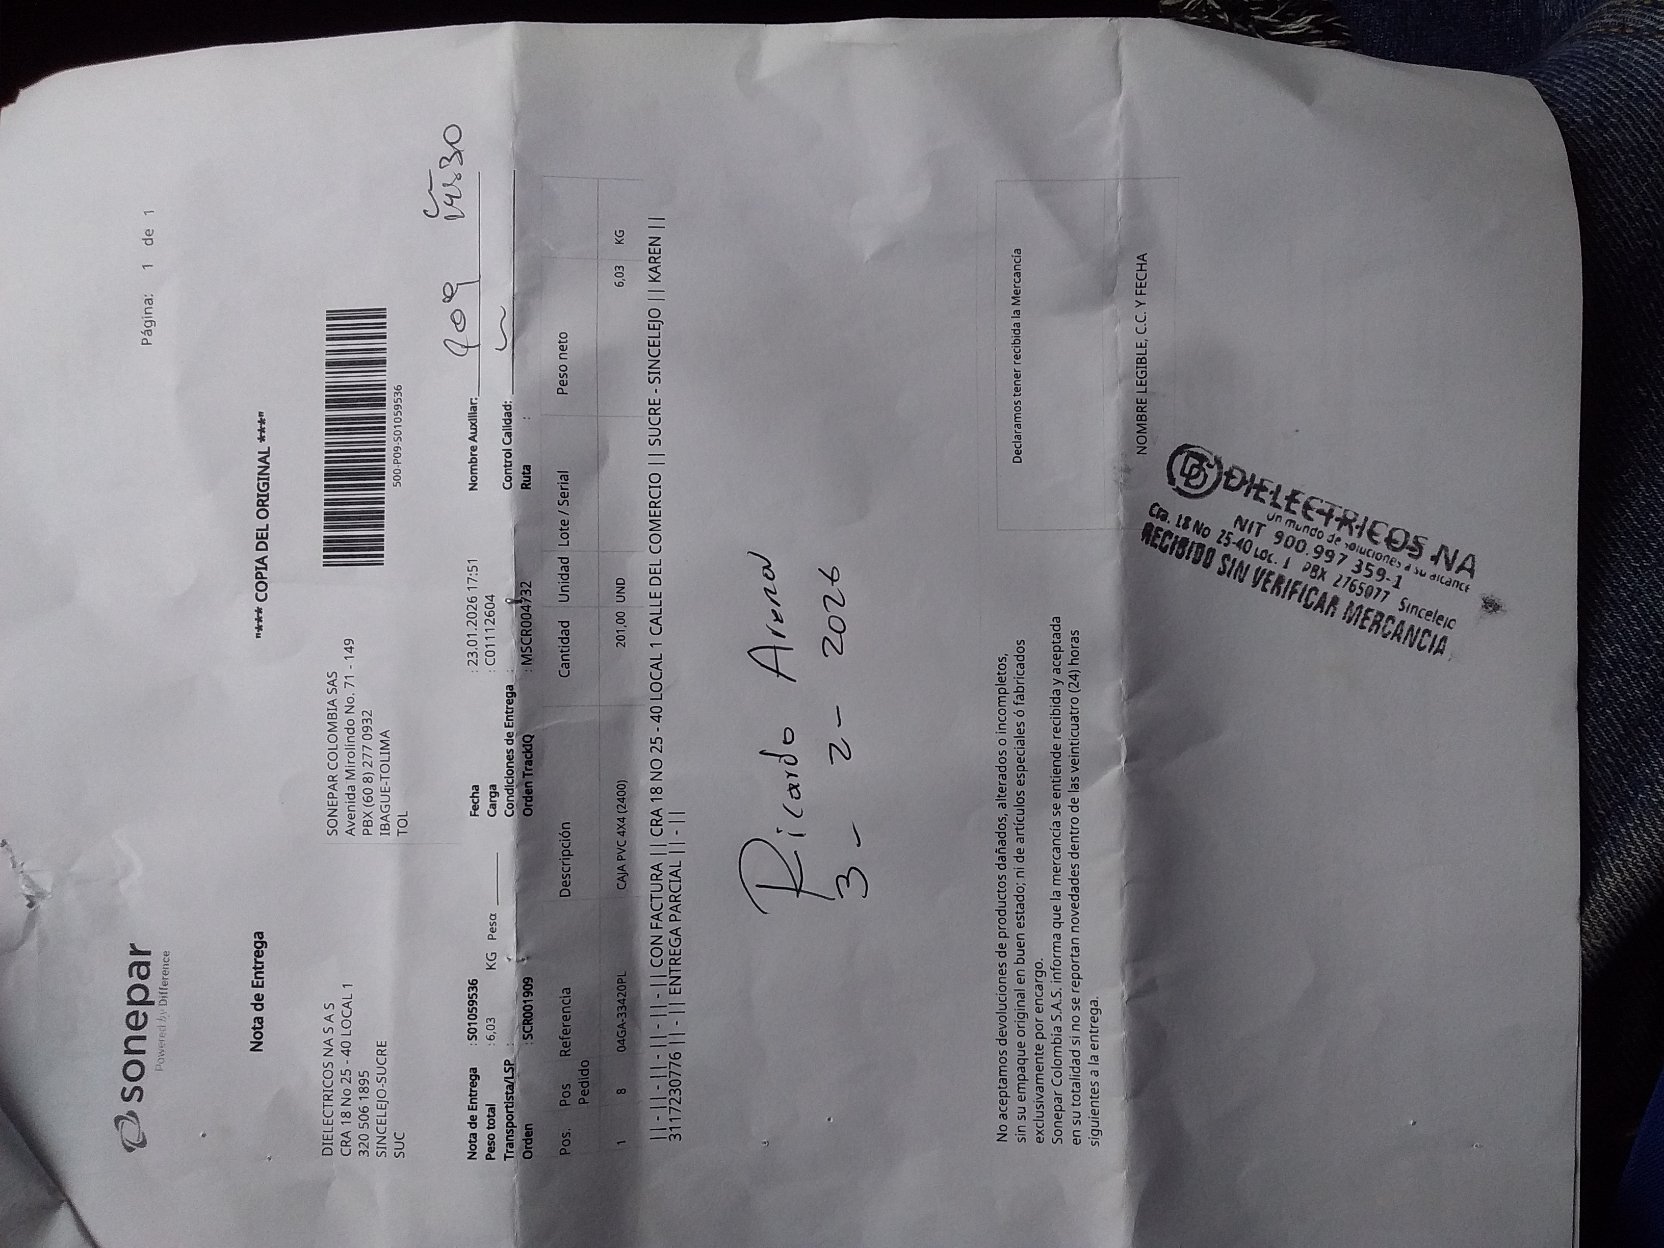 sonepar
Powered by Difference
Página: 1 de 1
Nota de Entrega
"*** COPIA DEL ORIGINAL ***"
DIELECTRICOS NA S A S
CRA 18 No 25 - 40 LOCAL 1
320 506 1895
SINCELEJO-SUCRE
SUC
SONEPAR COLOMBIA SAS
Avenida Mirolindo No. 71 - 149
PBX (60 8) 277 0932
IBAGUE-TOLIMA
TOL
500-P09-S01059536
Nota de Entrega : S01059536
Peso total : 6,03 KG Peso
Transportista/LSP :
Orden : SCR001909
Fecha : 23.01.2026 17:51
Carga : C01112604
Condiciones de Entrega :
Orden TrackIQ : MSCR004732
Nombre Auxiliar:
Control Calidad:
Ruta :
Pos. Pos Pedido Referencia Descripción Cantidad Unidad Lote / Serial Peso neto
1 8 04GA-33420PL CAJA PVC 4X4 (2400) 201,00 UND 6,03 KG
|| - || - || - || - || - || CON FACTURA || CRA 18 NO 25 - 40 LOCAL 1 CALLE DEL COMERCIO || SUCRE - SINCELEJO || KAREN ||
3117230776 || - || ENTREGA PARCIAL || - ||
Ricardo Arena
3 - 2 - 2026
No aceptamos devoluciones de productos dañados, alterados o incompletos,
sin su empaque original en buen estado; ni de artículos especiales ó fabricados
exclusivamente por encargo.
Sonepar Colombia S.A.S. informa que la mercancía se entiende recibida y aceptada
en su totalidad si no se reportan novedades dentro de las veinticuatro (24) horas
siguientes a la entrega.
Declaramos tener recibida la Mercancía
NOMBRE LEGIBLE, C.C. Y FECHA
DIELECTRICOS NA
un mundo de soluciones a su alcance
NIT 900.997 359-1
Cra. 18 No 25-40 Loc. 1 PBX 2765077 Sincelejo
RECIBIDO SIN VERIFICAR MERCANCIA